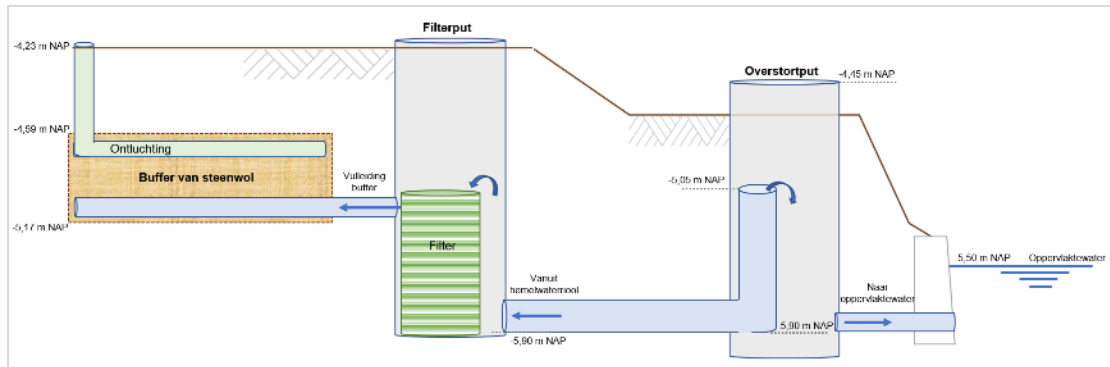 Filterput
-4,23 m NAP
Overstortput
-4,45 m NAP
-4,59 m NAP
Ontluchting
Buffer van steenwol
Vulleiding
buffer
-5,05 m NAP
-5,17 m NAP
Filter
5,50 m NAP
Oppervlaktewater
Vanuit
hemelwaterriool
Naar
oppervlaktewater
-5,90 m NAP
5,90 m NAP